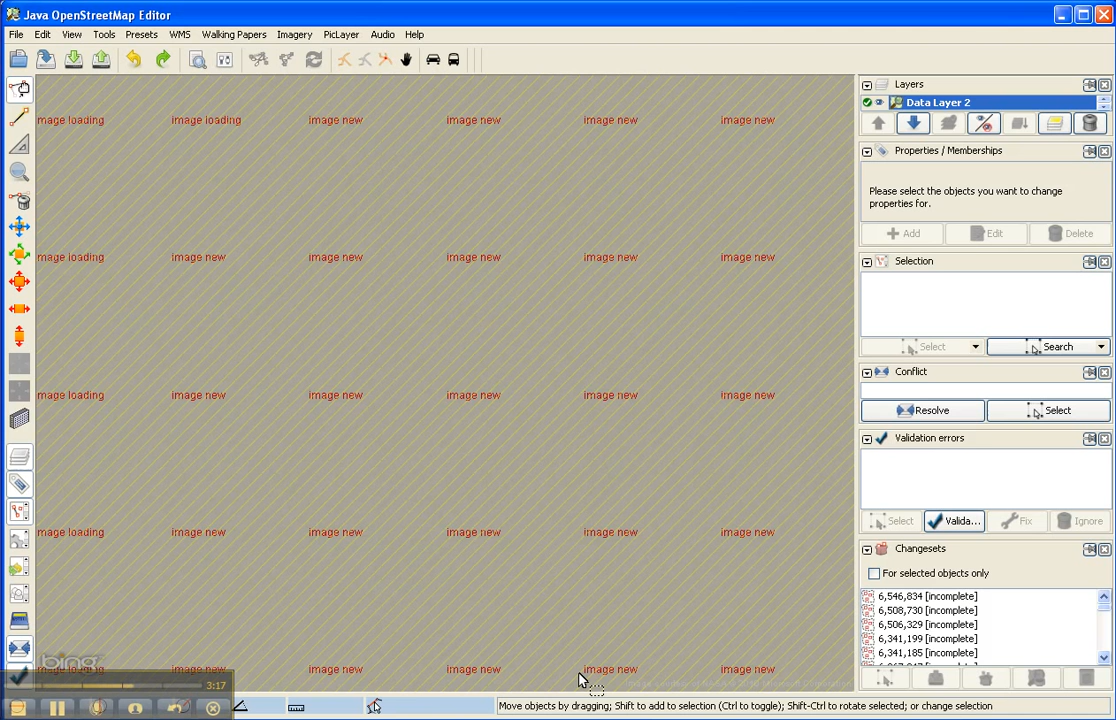 Java OpenStreetMap Editor
File Edit View Tools Presets WMS Walking Papers Imagery PicLayer Audio Help
Layers
Data Layer 2
Properties / Memberships
Please select the objects you want to change
properties for.
Add Edit Delete
Selection
Select Search
Conflict
Resolve Select
Validation errors
Select Valida... Fix Ignore
Changesets
For selected objects only
6,546,834 [incomplete]
6,508,730 [incomplete]
6,506,329 [incomplete]
6,341,199 [incomplete]
6,341,185 [incomplete]
mage loading image loading image new image new image new image new
mage loading image new image new image new image new image new
mage loading image new image new image new image new image new
mage loading image new image new image new image new image new
mage loading image new image new image new image new image new
bing
3:17
Move objects by dragging; Shift to add to selection (Ctrl to toggle); Shift-Ctrl to rotate selected; or change selection